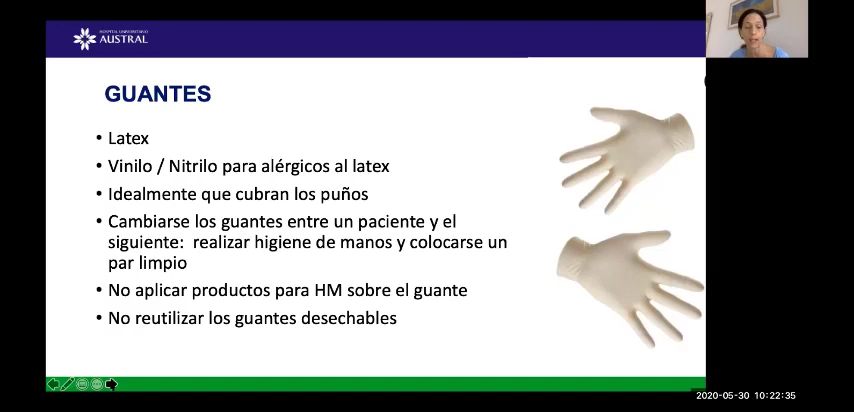 HOSPITAL UNIVERSITARIO
AUSTRAL
GUANTES
• Latex
• Vinilo / Nitrilo para alérgicos al latex
• Idealmente que cubran los puños
• Cambiarse los guantes entre un paciente y el
siguiente: realizar higiene de manos y colocarse un
par limpio
• No aplicar productos para HM sobre el guante
• No reutilizar los guantes desechables
2020-05-30 10:22:35